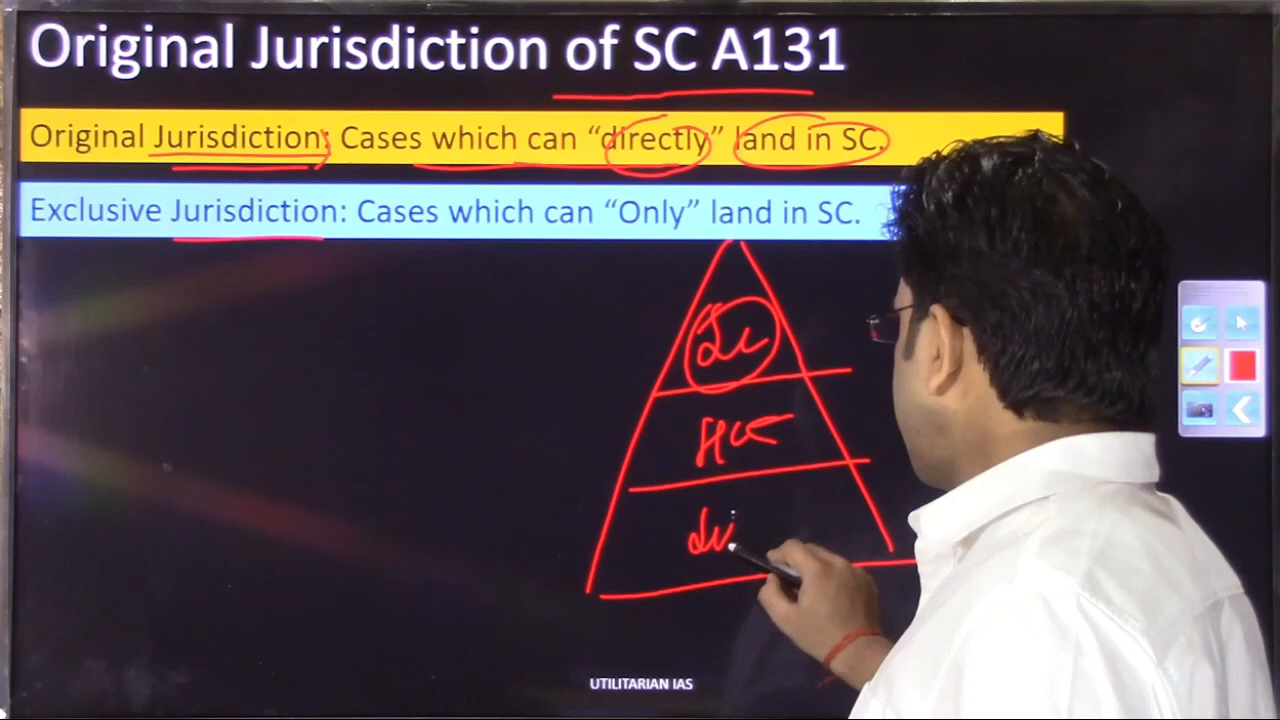 Original Jurisdiction of SC A131
Original Jurisdiction: Cases which can “directly” land in SC.
Exclusive Jurisdiction: Cases which can “Only” land in SC.
SC
UTILITARIAN IAS